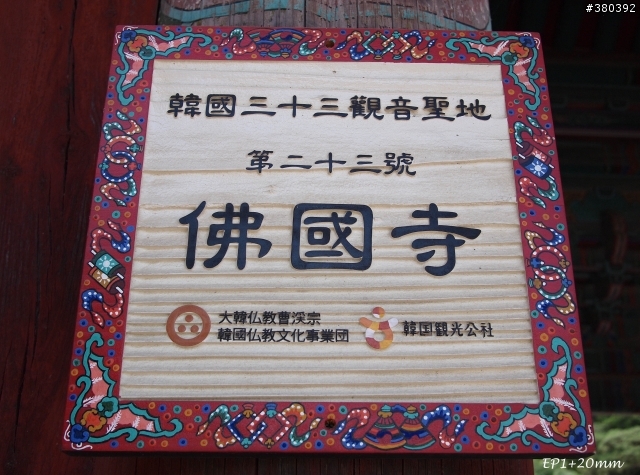 #380392
韓國三十三觀音聖地
第二十三號
佛國寺
大韓仏教曹渓宗
韓國仏教文化事業団
韓国観光公社
EP1+20mm